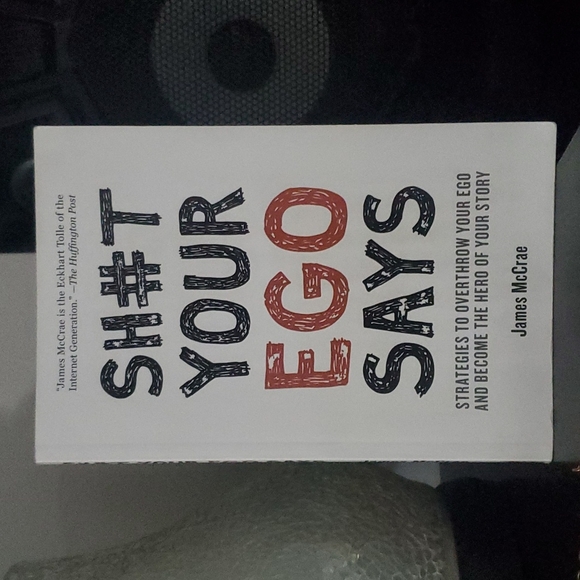 "James McCrae is the Eckhart Tolle of the
Internet Generation." —The Huffington Post
SH#T
YOUR
EGO
SAYS
STRATEGIES TO OVERTHROW YOUR EGO
AND BECOME THE HERO OF YOUR STORY
James McCrae